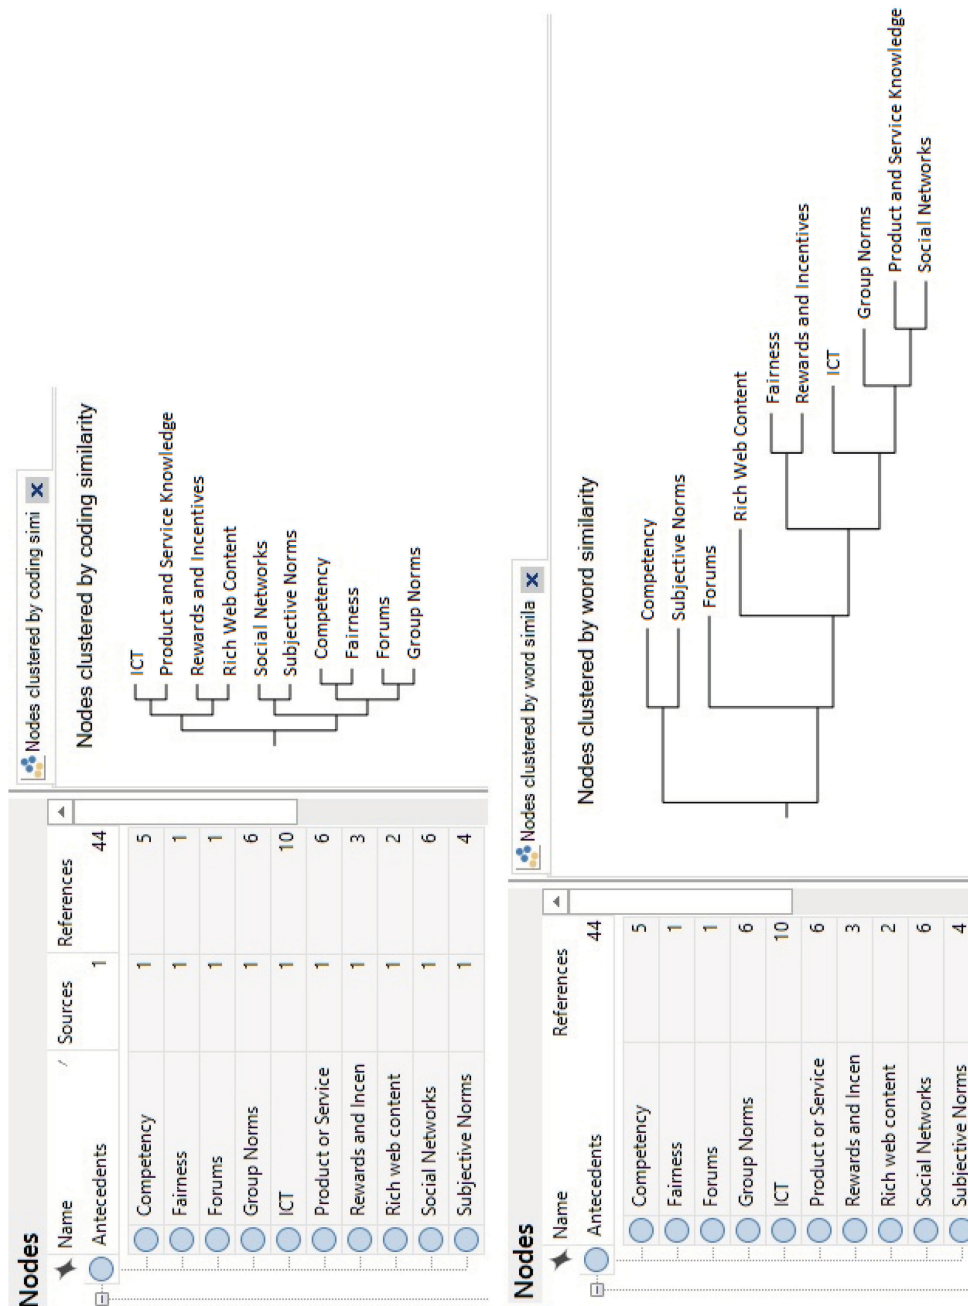 Nodes
Name / Sources References
Antecedents 1 44
Competency 1 5
Fairness 1 1
Forums 1 1
Group Norms 1 6
ICT 1 10
Product or Service 1 6
Rewards and Incen 1 3
Rich web content 1 2
Social Networks 1 6
Subjective Norms 1 4
Nodes clustered by coding simi x
Nodes clustered by coding similarity
ICT
Product and Service Knowledge
Rewards and Incentives
Rich Web Content
Social Networks
Subjective Norms
Competency
Fairness
Forums
Group Norms
Nodes
Name References
Antecedents 44
Competency 5
Fairness 1
Forums 1
Group Norms 6
ICT 10
Product or Service 6
Rewards and Incen 3
Rich web content 2
Social Networks 6
Subjective Norms 4
Nodes clustered by word simila x
Nodes clustered by word similarity
Competency
Subjective Norms
Forums
Rich Web Content
Fairness
Rewards and Incentives
ICT
Group Norms
Product and Service Knowledge
Social Networks